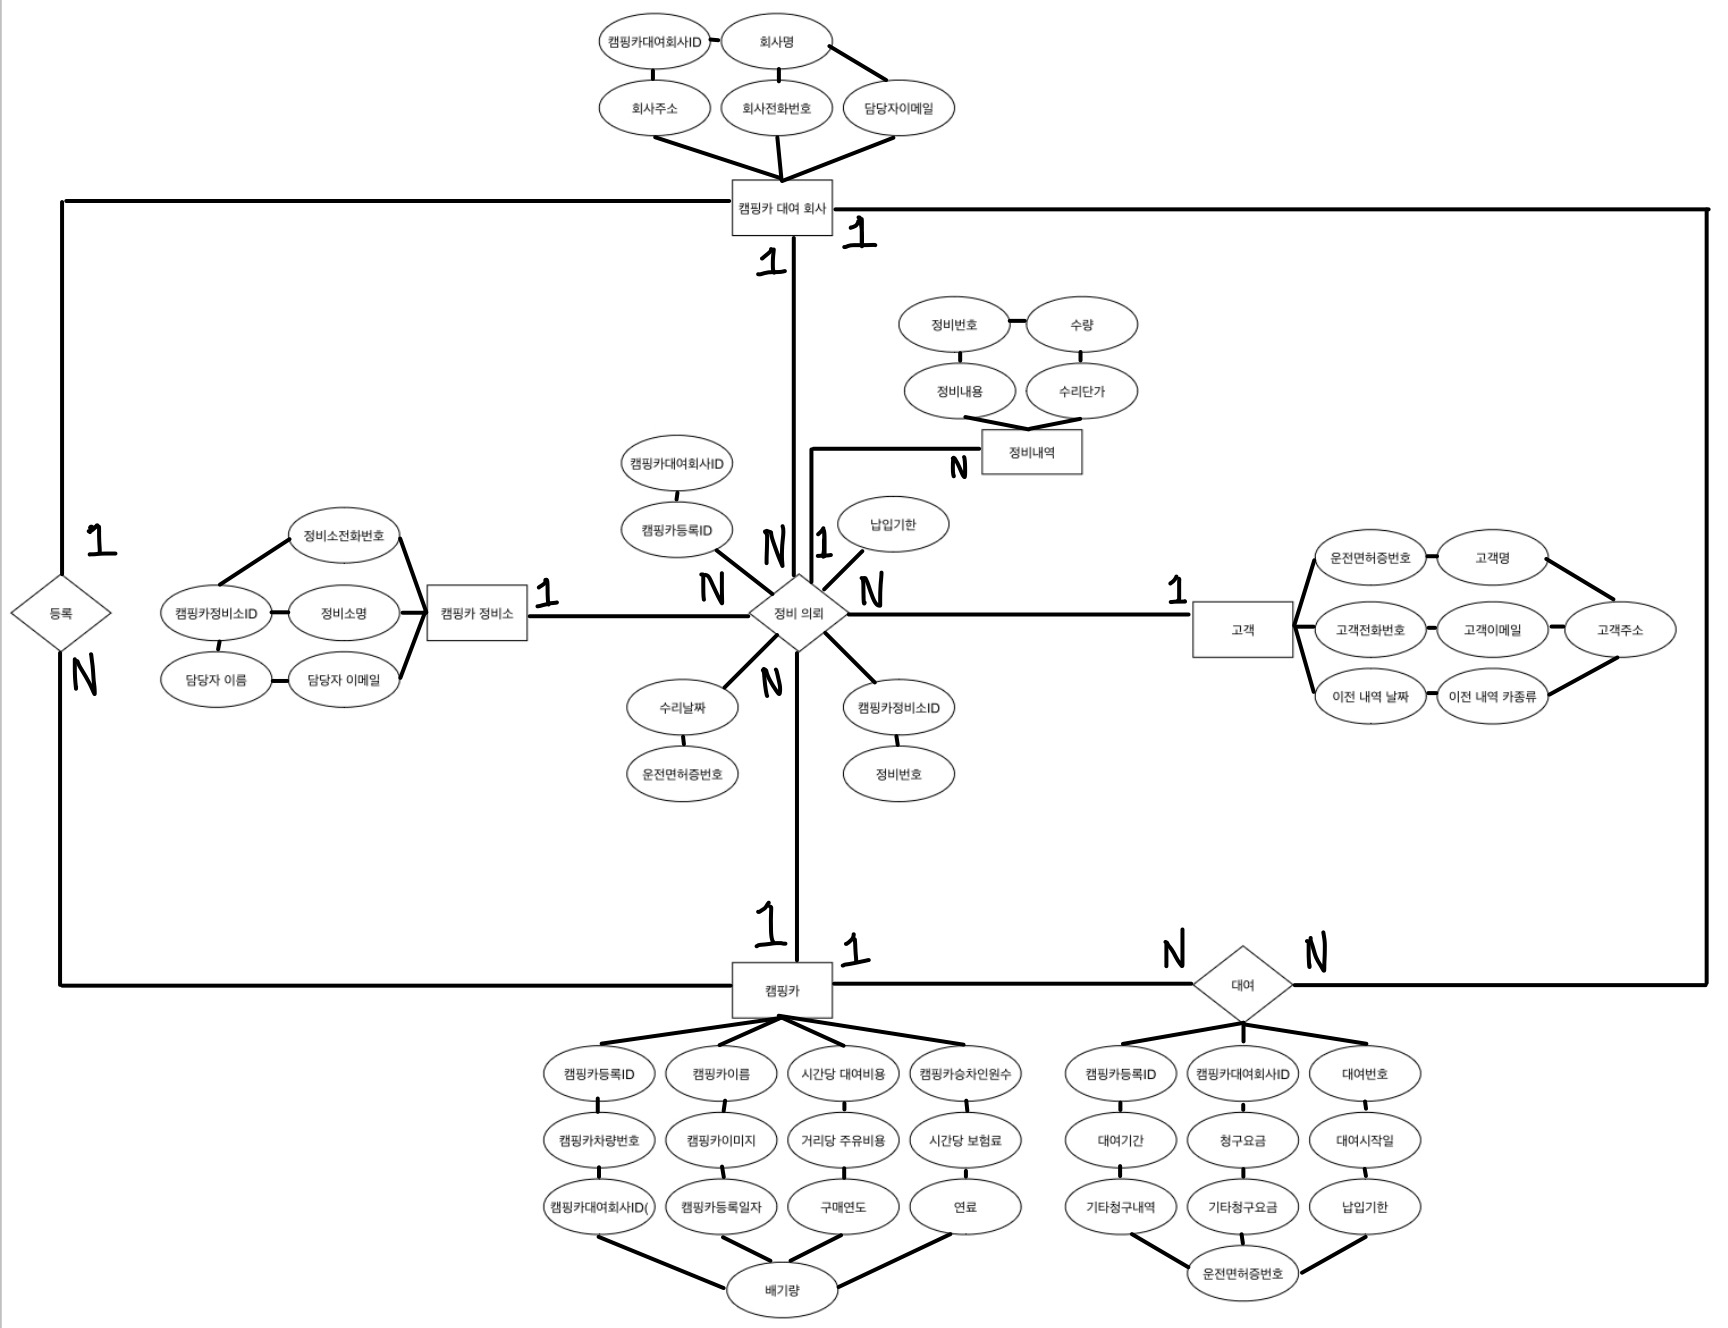 캠핑카대여회사ID
회사명
회사주소
회사전화번호
담당자이메일
캠핑카 대여 회사
1
1
정비번호
수량
정비내용
수리단가
정비내역
N
캠핑카대여회사ID
캠핑카등록ID
납입기한
N
1
N
N
1
정비소전화번호
캠핑카정비소ID
정비소명
담당자 이름
담당자 이메일
캠핑카 정비소
1
등록
N
정비 의뢰
1
고객
운전면허증번호
고객명
고객전화번호
고객이메일
고객주소
이전 내역 날짜
이전 내역 카종류
N
수리날짜
운전면허증번호
캠핑카정비소ID
정비번호
1
1
캠핑카
N
N
대여
캠핑카등록ID
캠핑카이름
시간당 대여비용
캠핑카승차인원수
캠핑카차량번호
캠핑카이미지
거리당 주유비용
시간당 보험료
캠핑카대여회사ID(
캠핑카등록일자
구매연도
연료
배기량
캠핑카등록ID
캠핑카대여회사ID
대여번호
대여기간
청구요금
대여시작일
기타청구내역
기타청구요금
납입기한
운전면허증번호